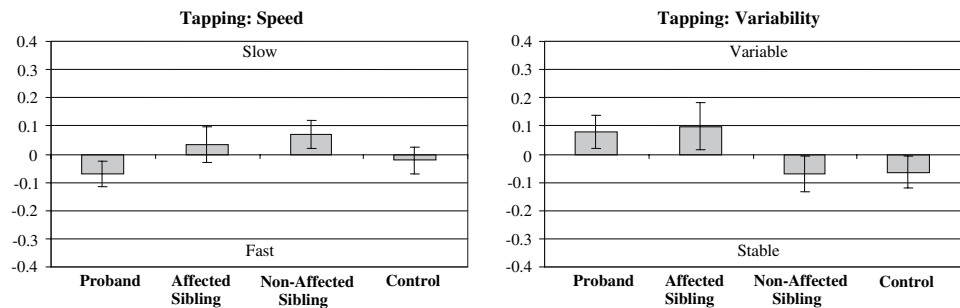 Tapping: Speed
0.4
0.3
0.2
0.1
0
-0.1
-0.2
-0.3
-0.4
Slow
Fast
Proband Affected Sibling Non-Affected Sibling Control
Tapping: Variability
0.4
0.3
0.2
0.1
0
-0.1
-0.2
-0.3
-0.4
Variable
Stable
Proband Affected Sibling Non-Affected Sibling Control